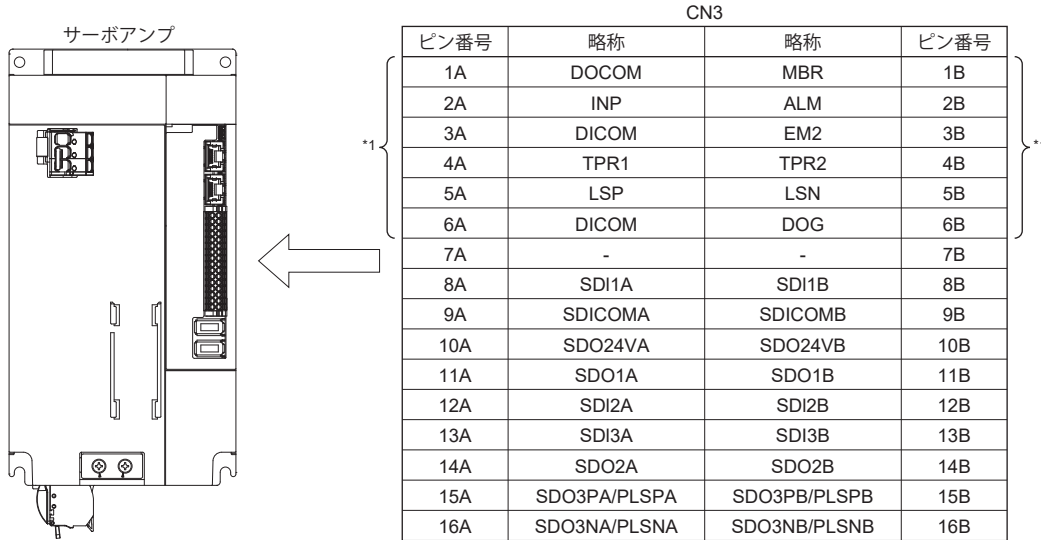 サーボアンプ
CN3
ピン番号 略称 略称 ピン番号
1A DOCOM MBR 1B
2A INP ALM 2B
*1 3A DICOM EM2 3B
4A TPR1 TPR2 4B
5A LSP LSN 5B
6A DICOM DOG 6B
7A - - 7B
8A SDI1A SDI1B 8B
9A SDICOMA SDICOMB 9B
10A SDO24VA SDO24VB 10B
11A SDO1A SDO1B 11B
12A SDI2A SDI2B 12B
13A SDI3A SDI3B 13B
14A SDO2A SDO2B 14B
15A SDO3PA/PLSPA SDO3PB/PLSPB 15B
16A SDO3NA/PLSNA SDO3NB/PLSNB 16B